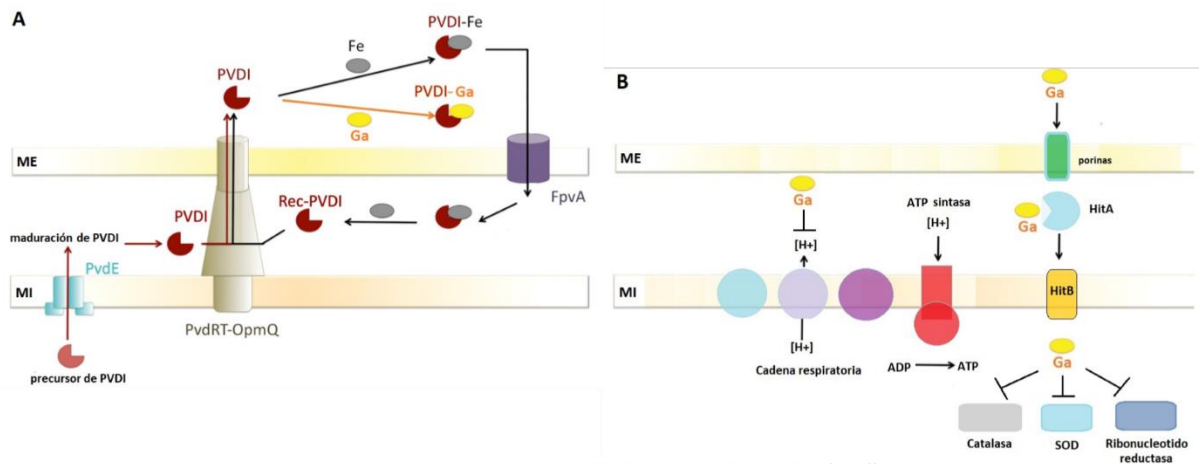 A
PVDI-Fe
Fe
PVDI
PVDI-Ga
Ga
ME
FpvA
Rec-PVDI
PVDI
maduración de PVDI
PvdE
MI
PvdRT-OpmQ
precursor de PVDI
B
Ga
ME
porinas
Ga
ATP sintasa
HitA
[H+]
Ga
[H+]
MI
HitB
[H+]
Ga
Cadena respiratoria
ADP
ATP
Catalasa
SOD
Ribonucleotido
reductasa